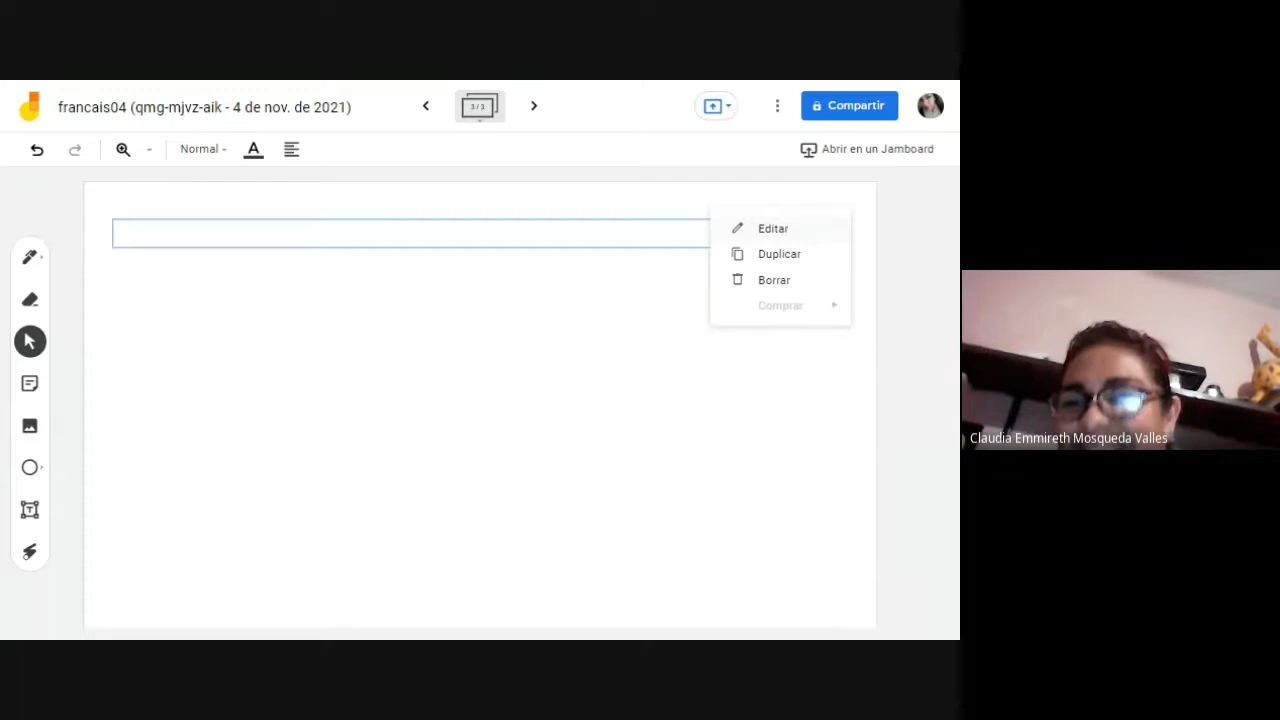 francais04 (qmg-mjvz-aik - 4 de nov. de 2021)
3 / 3
Compartir
Normal
A
Abrir en un Jamboard
Editar
Duplicar
Borrar
Comprar
Claudia Emmireth Mosqueda Valles